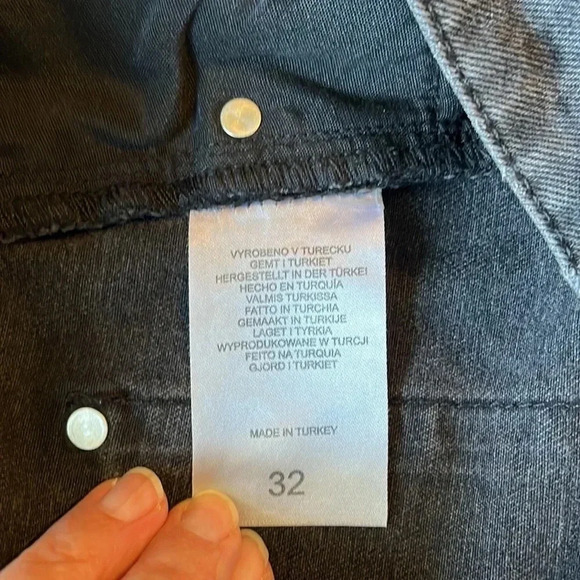 VYROBENO V TURECKU
GEMT I TURKIET
HERGESTELLT IN DER TÜRKEI
HECHO EN TURQUÍA
VALMIS TURKISSA
FATTO IN TURCHIA
GEMAAKT IN TURKIJE
LAGET I TYRKIA
WYPRODUKOWANE W TURCJI
FEITO NA TURQUIA
GJORD I TURKIET
MADE IN TURKEY
32